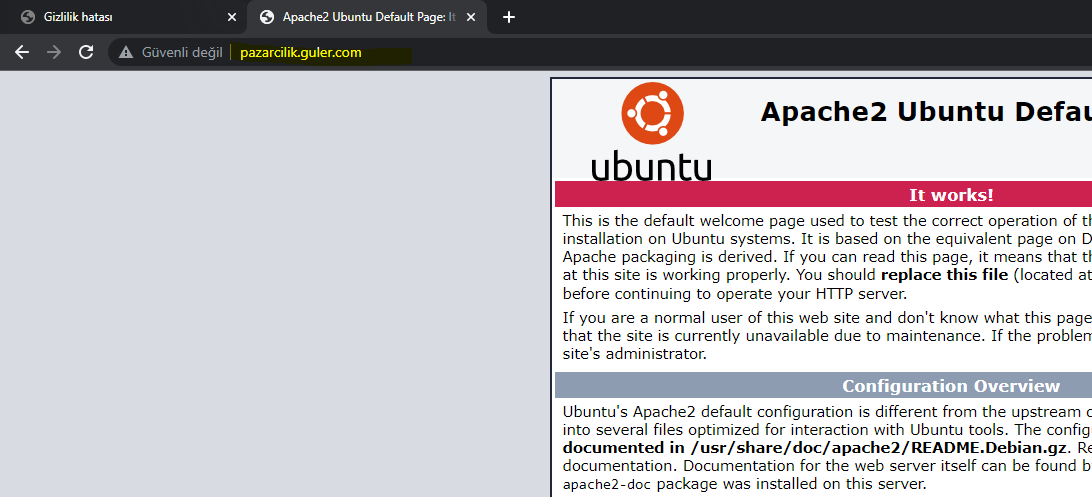 Gizlilik hatası
Apache2 Ubuntu Default Page: It
Güvenli değil
pazarcilik.guler.com
ubuntu
Apache2 Ubuntu Defau
It works!
This is the default welcome page used to test the correct operation of th
installation on Ubuntu systems. It is based on the equivalent page on D
Apache packaging is derived. If you can read this page, it means that th
at this site is working properly. You should replace this file (located at
before continuing to operate your HTTP server.
If you are a normal user of this web site and don't know what this page
that the site is currently unavailable due to maintenance. If the problem
site's administrator.
Configuration Overview
Ubuntu's Apache2 default configuration is different from the upstream d
into several files optimized for interaction with Ubuntu tools. The config
documented in /usr/share/doc/apache2/README.Debian.gz. Re
documentation. Documentation for the web server itself can be found b
apache2-doc package was installed on this server.